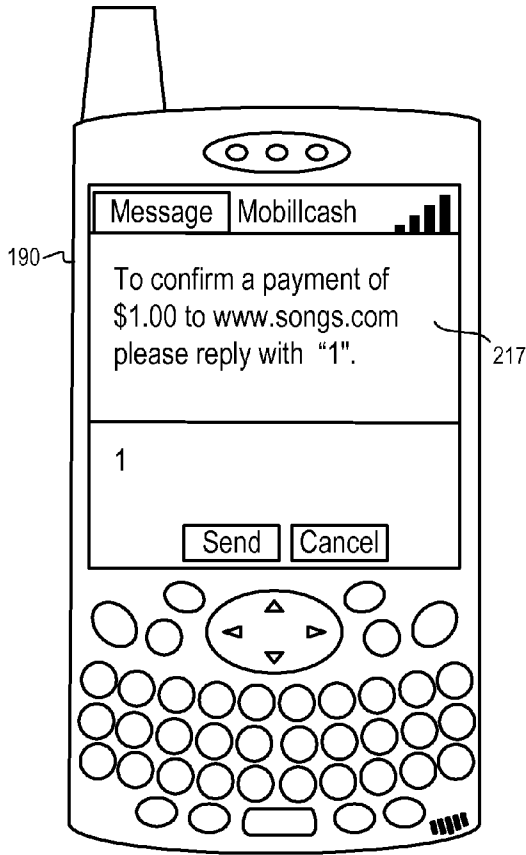 Message Mobillcash
190
To confirm a payment of
$1.00 to www.songs.com
please reply with “1".
217
1
Send Cancel